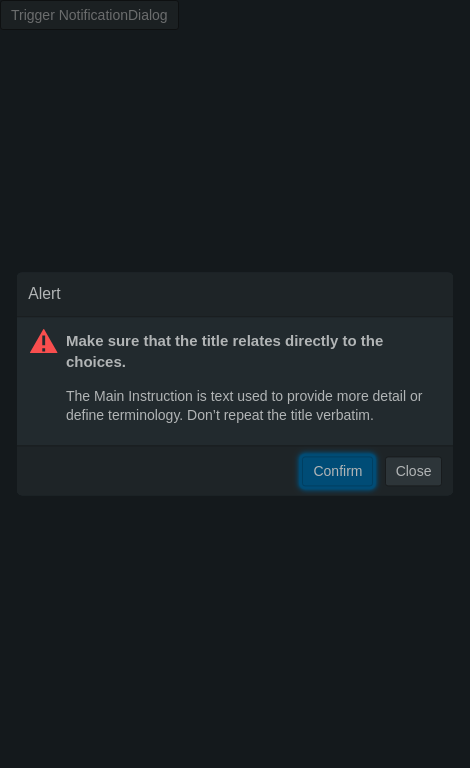 Trigger NotificationDialog
Alert
Make sure that the title relates directly to the
choices.
The Main Instruction is text used to provide more detail or
define terminology. Don’t repeat the title verbatim.
Confirm Close